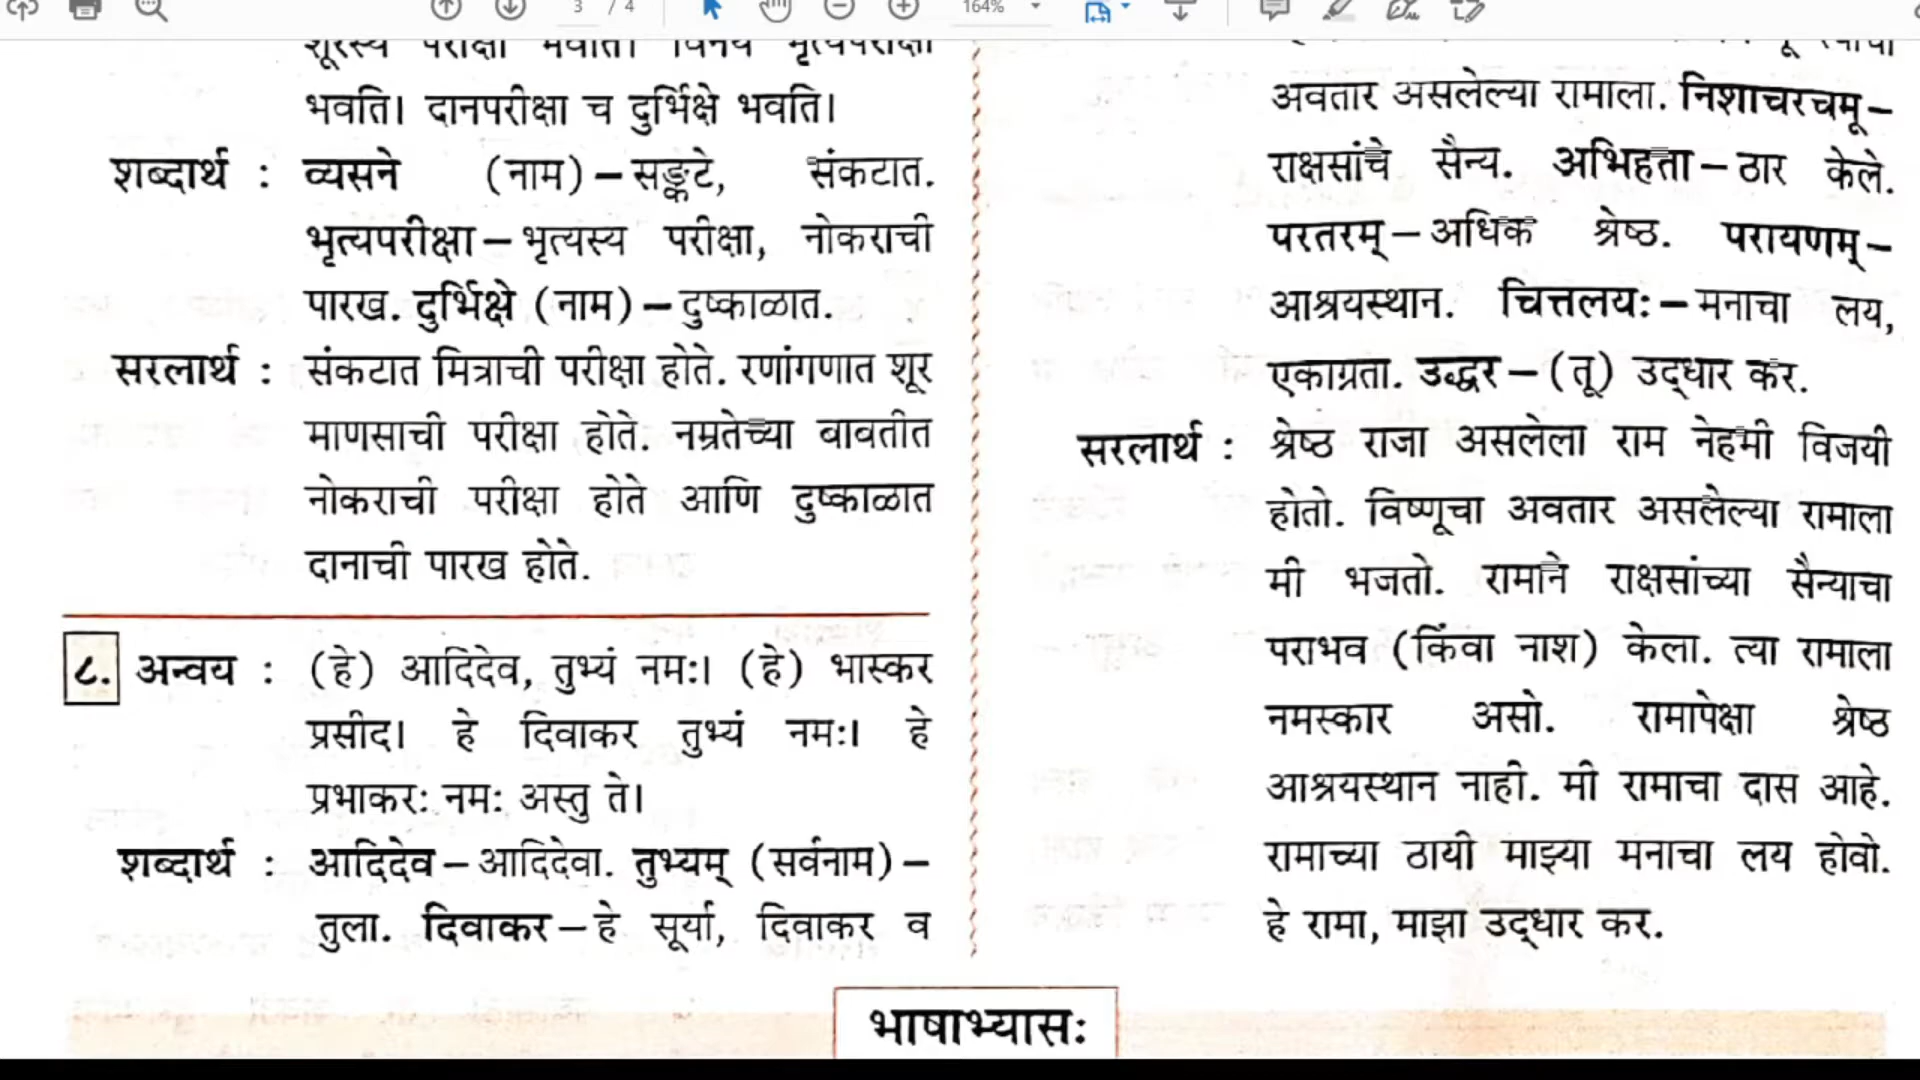 3 / 4
164%
भवति। दानपरीक्षा च दुर्भिक्षे भवति।
शब्दार्थ : व्यसने (नाम) – सङ्कटे, संकटात.
भृत्यपरीक्षा – भृत्यस्य परीक्षा, नोकराची
पारख. दुर्भिक्षे (नाम) – दुष्काळात.
सरलार्थ : संकटात मित्राची परीक्षा होते. रणांगणात शूर
माणसाची परीक्षा होते. नम्रतेच्या बावतीत
नोकराची परीक्षा होते आणि दुष्काळात
दानाची पारख होते.
८. अन्वय : (हे) आदिदेव, तुभ्यं नमः। (हे) भास्कर
प्रसीद। हे दिवाकर तुभ्यं नमः। हे
प्रभाकरः नमः अस्तु ते।
शब्दार्थ : आदिदेव – आदिदेवा. तुभ्यम् (सर्वनाम) –
तुला. दिवाकर – हे सूर्या, दिवाकर व
अवतार असलेल्या रामाला. निशाचरचमू –
राक्षसांचे सैन्य. अभिहता – ठार केले.
परतरम् – अधिक श्रेष्ठ. परायणम् –
आश्रयस्थान. चित्तलयः – मनाचा लय,
एकाग्रता. उद्धर – (तू) उद्धार कर.
सरलार्थ : श्रेष्ठ राजा असलेला राम नेहमी विजयी
होतो. विष्णूचा अवतार असलेल्या रामाला
मी भजतो. रामाने राक्षसांच्या सैन्याचा
पराभव (किंवा नाश) केला. त्या रामाला
नमस्कार असो. रामापेक्षा श्रेष्ठ
आश्रयस्थान नाही. मी रामाचा दास आहे.
रामाच्या ठायी माझ्या मनाचा लय होवो.
हे रामा, माझा उद्धार कर.
भाषाभ्यासः